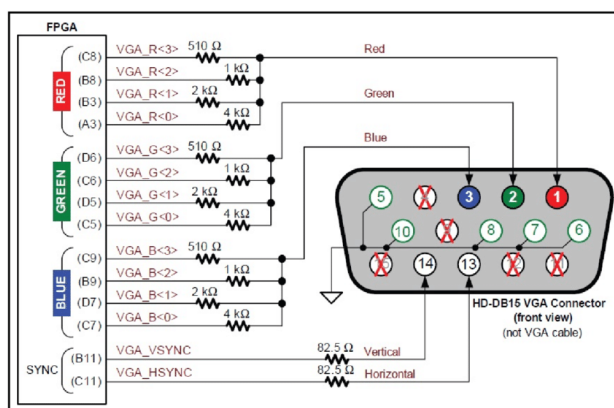 FPGA
RED
(C8) VGA_R<3> 510 Ω Red
(B8) VGA_R<2> 1 kΩ
(B3) VGA_R<1> 2 kΩ
(A3) VGA_R<0> 4 kΩ
Green
GREEN
(D6) VGA_G<3> 510 Ω Blue
(C6) VGA_G<2> 1 kΩ
(D5) VGA_G<1> 2 kΩ
(C5) VGA_G<0> 4 kΩ
BLUE
(C9) VGA_B<3> 510 Ω
(B9) VGA_B<2> 1 kΩ
(D7) VGA_B<1> 2 kΩ
(C7) VGA_B<0> 4 kΩ
SYNC
(B11) VGA_VSYNC 82.5 Ω Vertical
(C11) VGA_HSYNC 82.5 Ω Horizontal
5 3 2 1
10 8 7 6
14 13
HD-DB15 VGA Connector
(front view)
(not VGA cable)